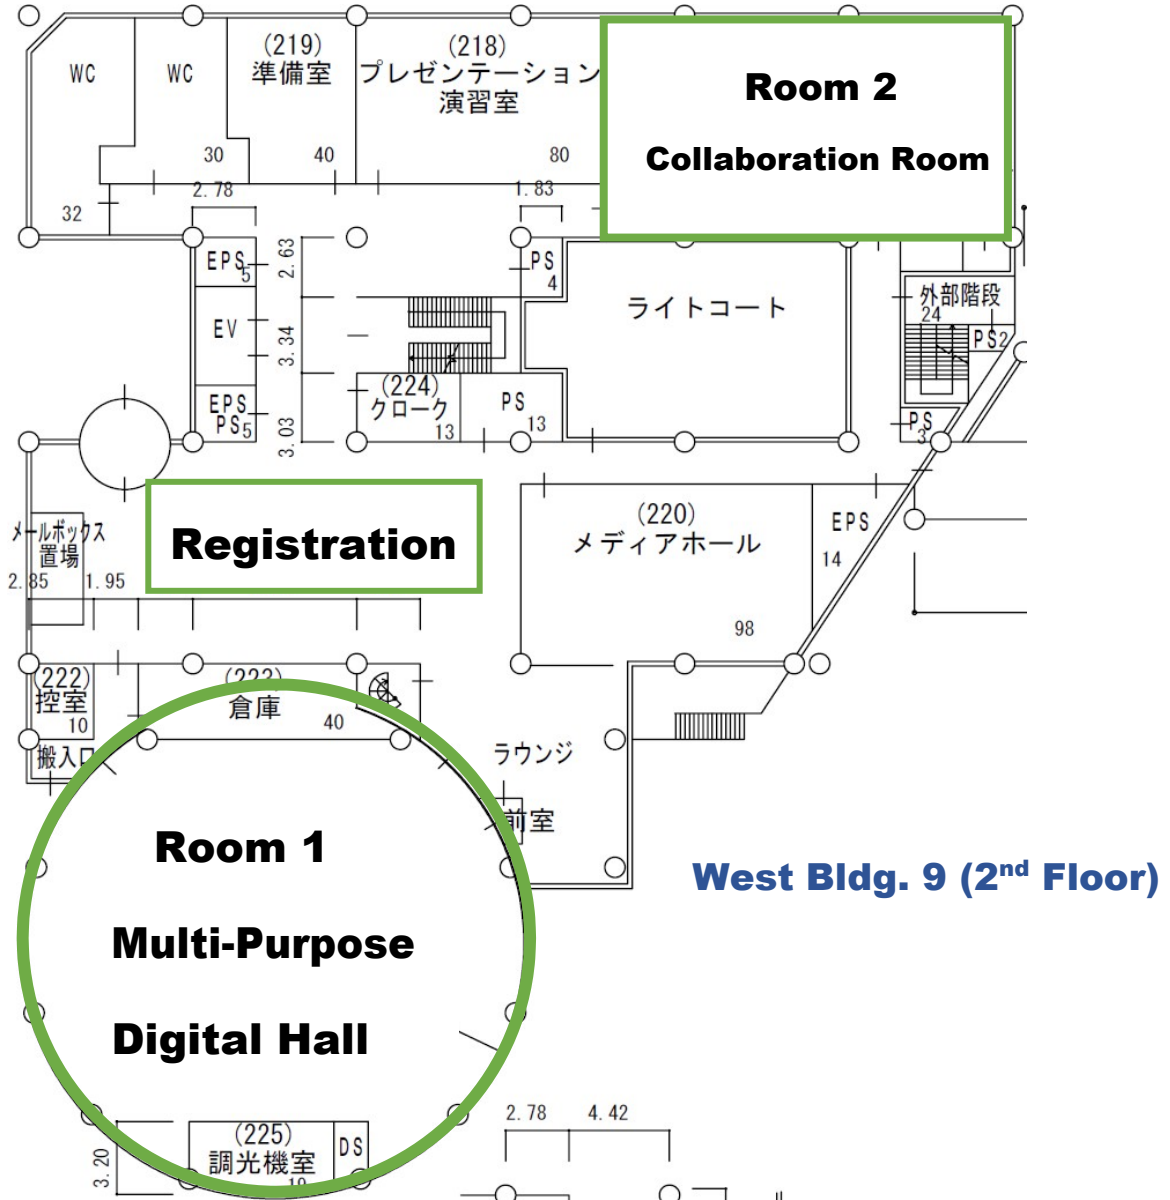 WC
WC
(219)
準備室
(218)
プレゼンテーション
演習室
Room 2
Collaboration Room
30
40
80
32
2.78
1.83
EPS
5
2.63
PS
4
ライトコート
外部階段
24
EV
3.34
PS2
EPS
PS5
3.03
(224)
クローク
13
PS
13
PS
3
メールボックス
置場
2.85
1.95
Registration
(220)
メディアホール
98
EPS
14
(222)
控室
10
搬入口
(223)
倉庫
40
ラウンジ
前室
Room 1
Multi-Purpose
Digital Hall
West Bldg. 9 (2nd Floor)
2.78
4.42
3.20
(225)
調光機室
DS